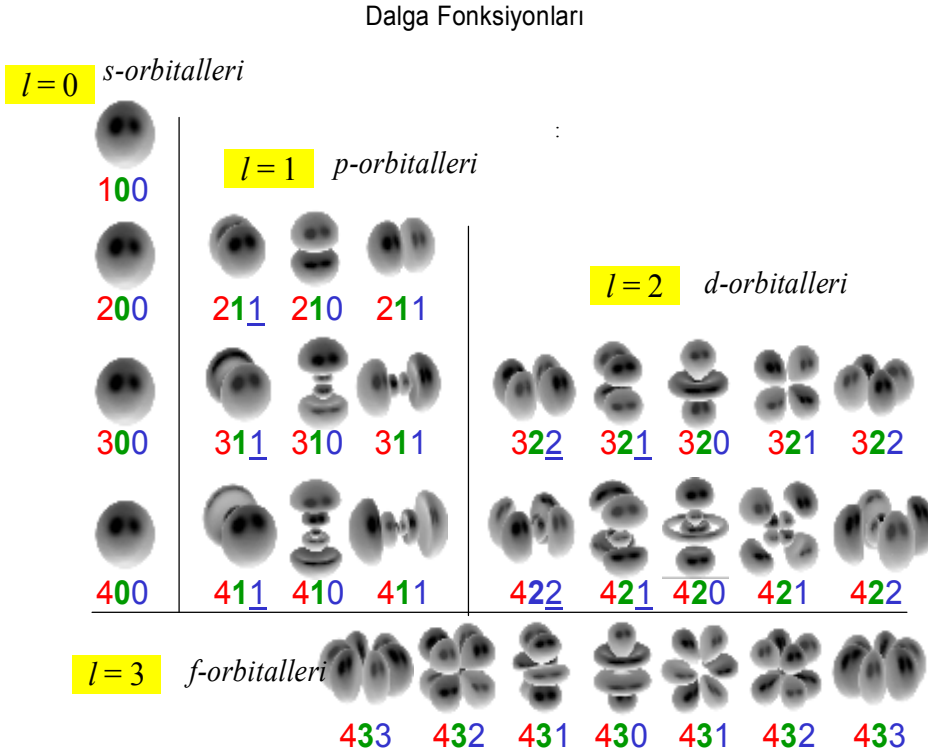 Dalga Fonksiyonları
l = 0 s-orbitalleri
:
100
l = 1 p-orbitalleri
200 211 210 211
l = 2 d-orbitalleri
300 311 310 311 322 321 320 321 322
400 411 410 411 422 421 420 421 422
l = 3 f-orbitalleri
433 432 431 430 431 432 433